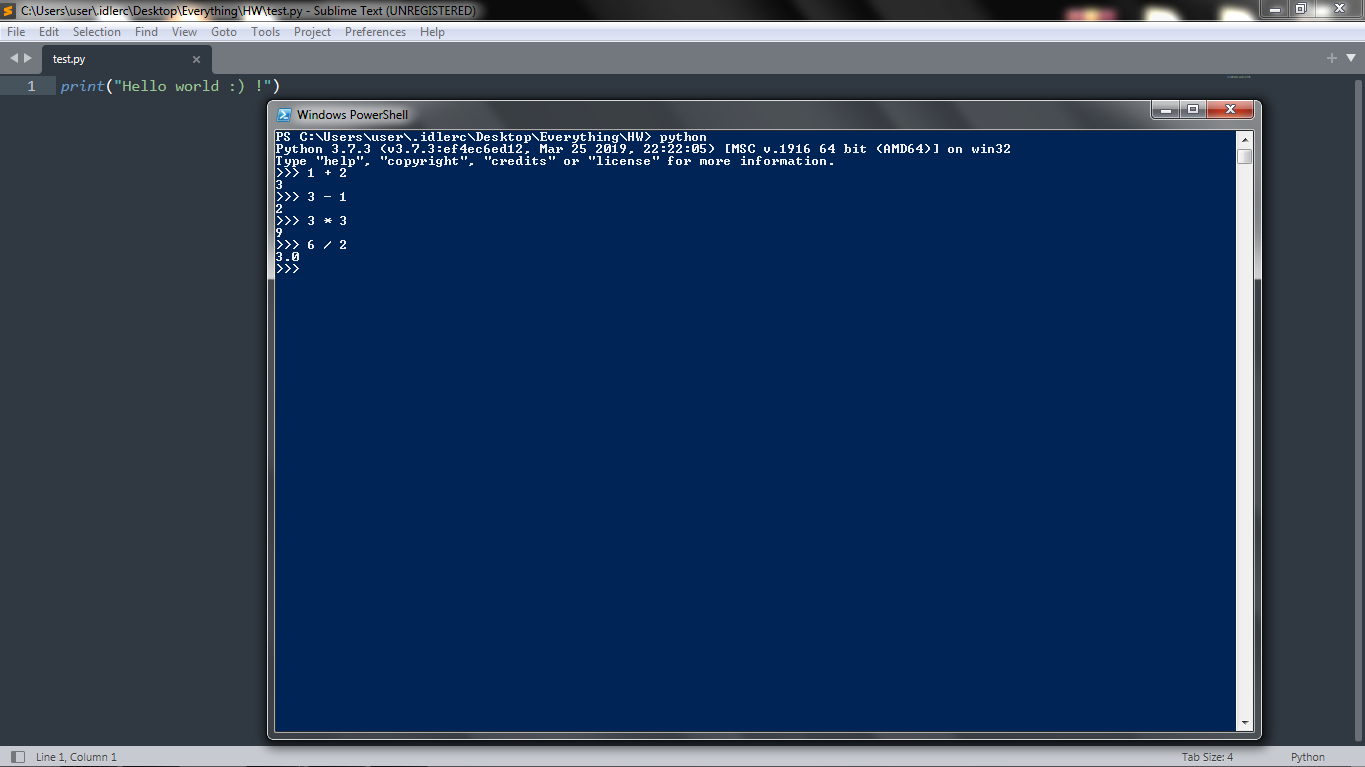 C:\Users\user\.idlerc\Desktop\Everything\HW\test.py - Sublime Text (UNREGISTERED)
File Edit Selection Find View Goto Tools Project Preferences Help
test.py
1 print("Hello world :) !")
Windows PowerShell
PS C:\Users\user\.idlerc\Desktop\Everything\HW> python
Python 3.7.3 (v3.7.3:ef4ec6ed12, Mar 25 2019, 22:22:05) [MSC v.1916 64 bit (AMD64)] on win32
Type "help", "copyright", "credits" or "license" for more information.
>>> 1 + 2
3
>>> 3 - 1
2
>>> 3 * 3
9
>>> 6 / 2
3.0
>>>
Line 1, Column 1 Tab Size: 4 Python